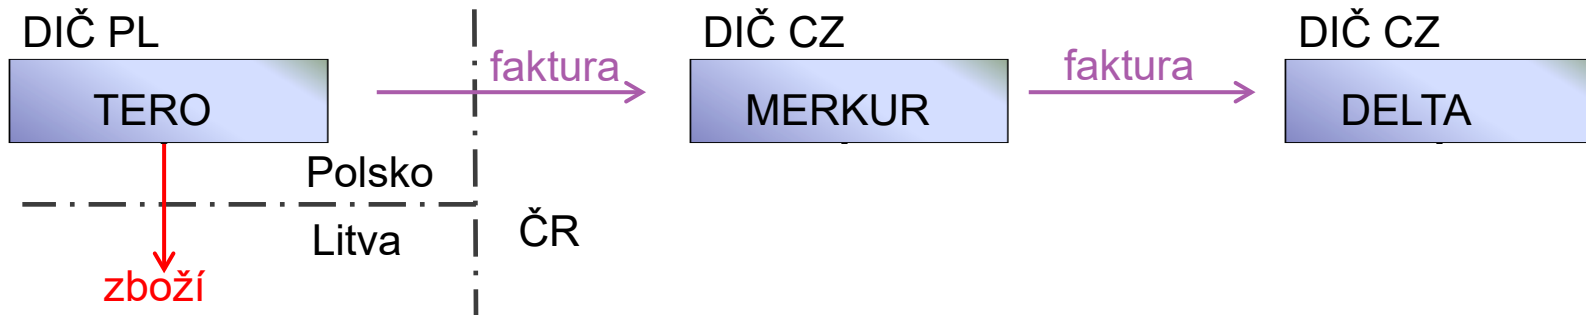 DIČ PL
DIČ CZ
DIČ CZ
faktura
faktura
TERO
MERKUR
DELTA
Polsko
Litva
ČR
zboží